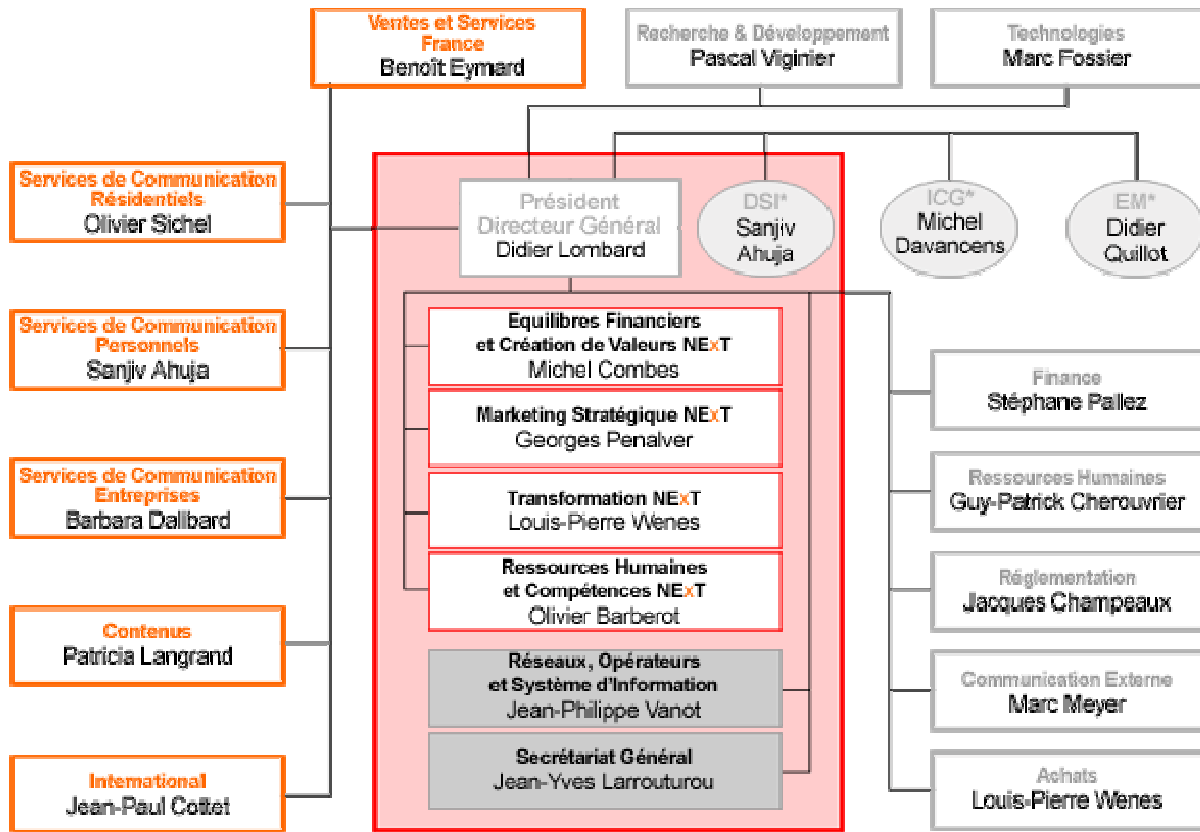 Ventes et Services
France
Benoît Eymard
Recherche & Développement
Pascal Viginier
Technologies
Marc Fossier
Services de Communication
Résidentiels
Olivier Sichel
Président
Directeur Général
Didier Lombard
DSI*
Sanjiv
Ahuja
ICG*
Michel
Davancens
EM*
Didier
Quillot
Services de Communication
Personnels
Sanjiv Ahuja
Equilibres Financiers
et Création de Valeurs NExT
Michel Combes
Finance
Stéphane Pallez
Marketing Stratégique NExT
Georges Penalver
Services de Communication
Entreprises
Barbara Dalibard
Transformation NExT
Louis-Pierre Wenes
Ressources Humaines
Guy-Patrick Cherouvrier
Ressources Humaines
et Compétences NExT
Olivier Barberot
Réglementation
Jacques Champeaux
Contenus
Patricia Langrand
Réseaux, Opérateurs
et Système d'Information
Jean-Philippe Vanot
Communication Externe
Marc Meyer
Secrétariat Général
Jean-Yves Larrouturou
International
Jean-Paul Cottet
Achats
Louis-Pierre Wenes